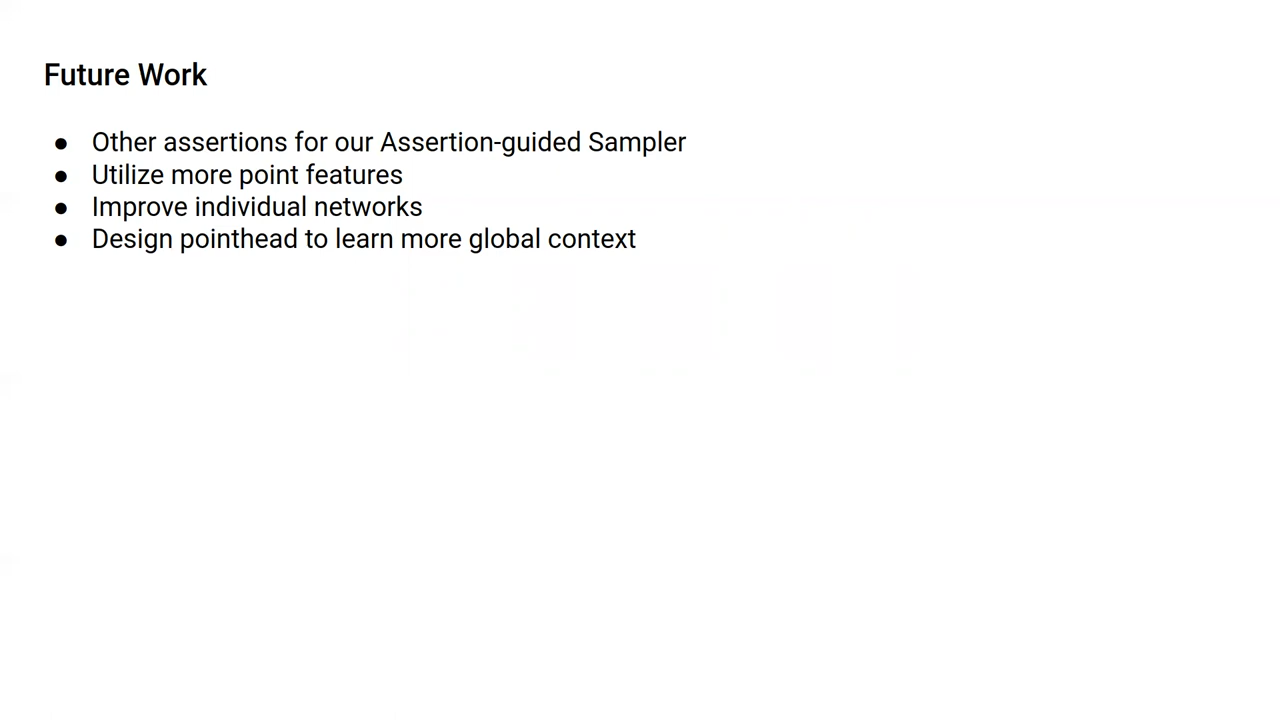 Future Work
● Other assertions for our Assertion-guided Sampler
● Utilize more point features
● Improve individual networks
● Design pointhead to learn more global context